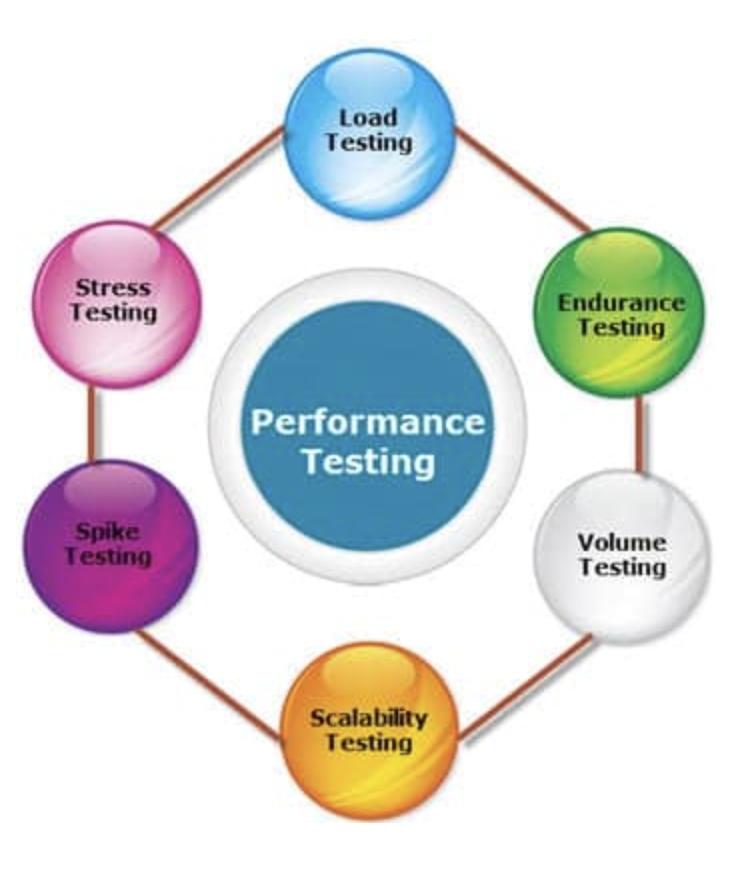 Load
Testing
Stress
Testing
Endurance
Testing
Performance
Testing
Spike
Testing
Volume
Testing
Scalability
Testing